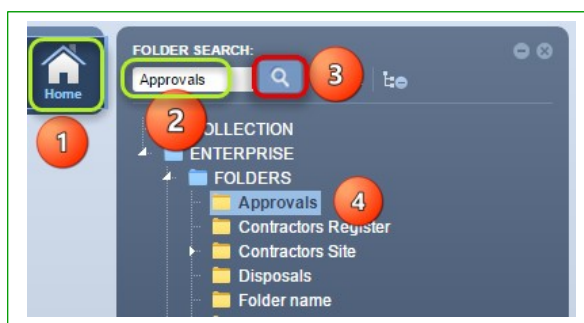 FOLDER SEARCH:
Approvals
3
Home
1
2
OLLECTION
ENTERPRISE
FOLDERS
Approvals
4
Contractors Register
Contractors Site
Disposals
Folder name